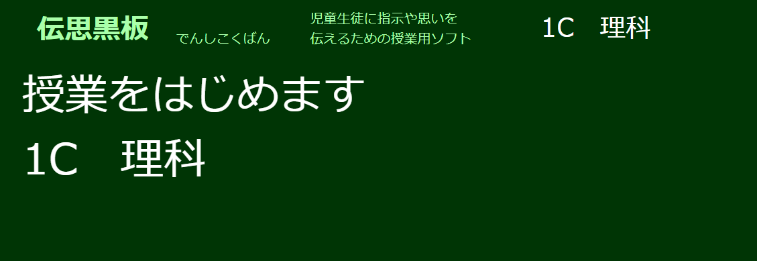 伝思黒板
でんしこくばん
児童生徒に指示や思いを
伝えるための授業用ソフト
1C　理科
授業をはじめます
1C　理科